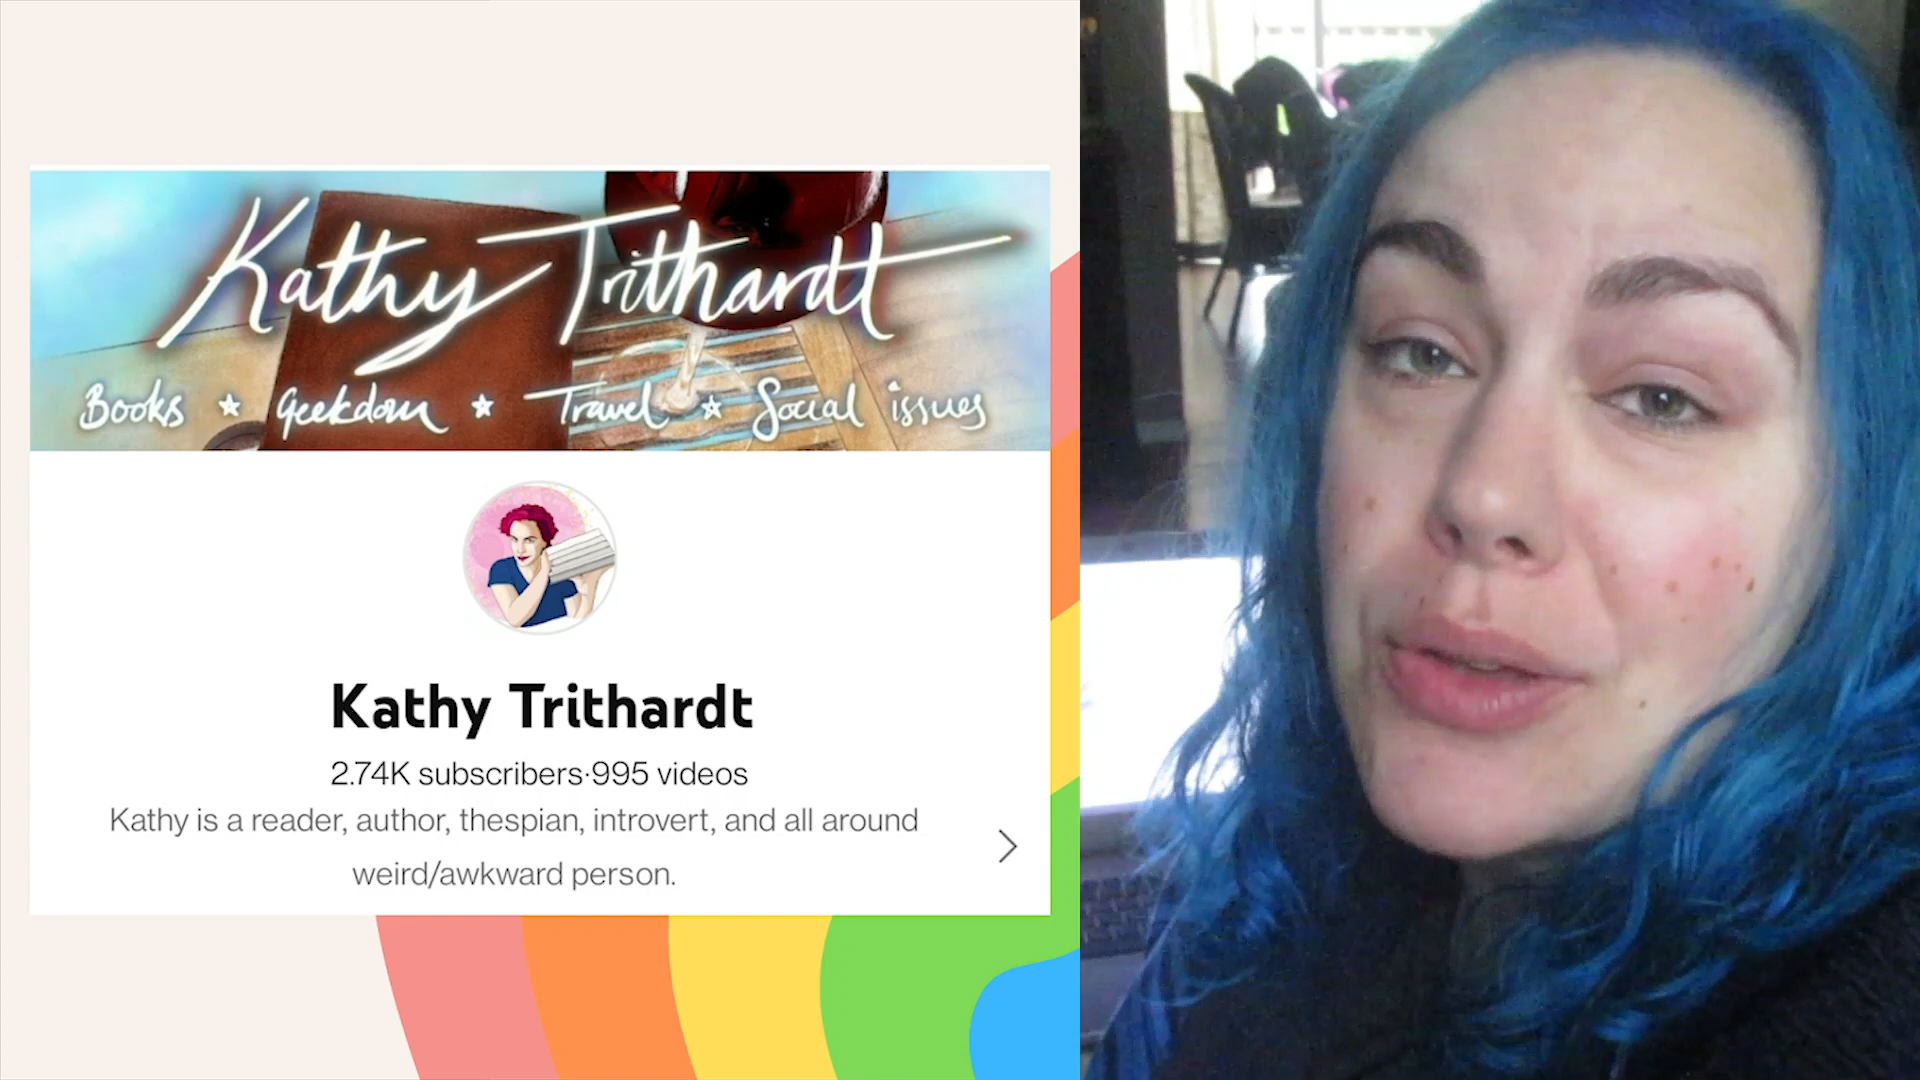 Kathy Trithardt
Books ★ Geekdom ★ Travel ★ Social issues
Kathy Trithardt
2.74K subscribers·995 videos
Kathy is a reader, author, thespian, introvert, and all around
weird/awkward person.